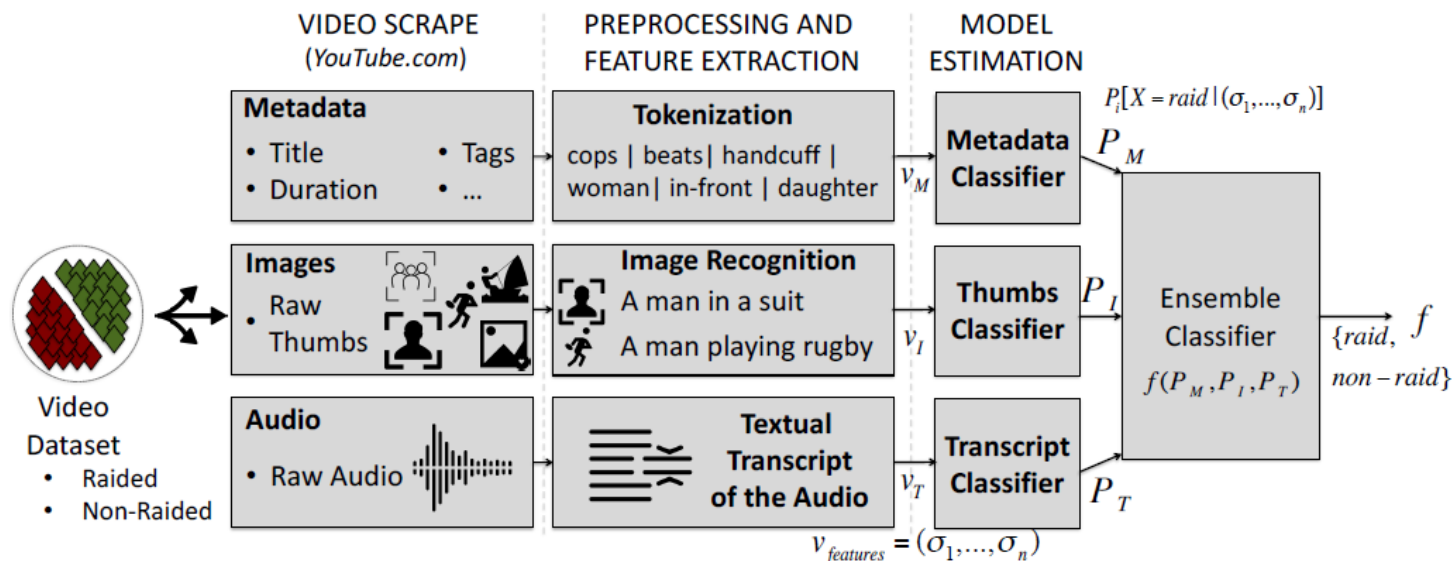 VIDEO SCRAPE
(YouTube.com)
PREPROCESSING AND
FEATURE EXTRACTION
MODEL
ESTIMATION
Metadata
• Title
• Duration
• Tags
• ...
Tokenization
cops | beats| handcuff |
woman| in-front | daughter
v_M
Metadata
Classifier
P_i[X = raid | (σ_1,...,σ_n)]
P_M
Video
Dataset
• Raided
• Non-Raided
Images
• Raw
Thumbs
Image Recognition
A man in a suit
A man playing rugby
v_I
Thumbs
Classifier
P_I
Ensemble
Classifier
f(P_M,P_I,P_T)
f
{raid,
non-raid}
Audio
• Raw Audio
Textual
Transcript
of the Audio
v_T
Transcript
Classifier
P_T
v_features = (σ_1,...,σ_n)